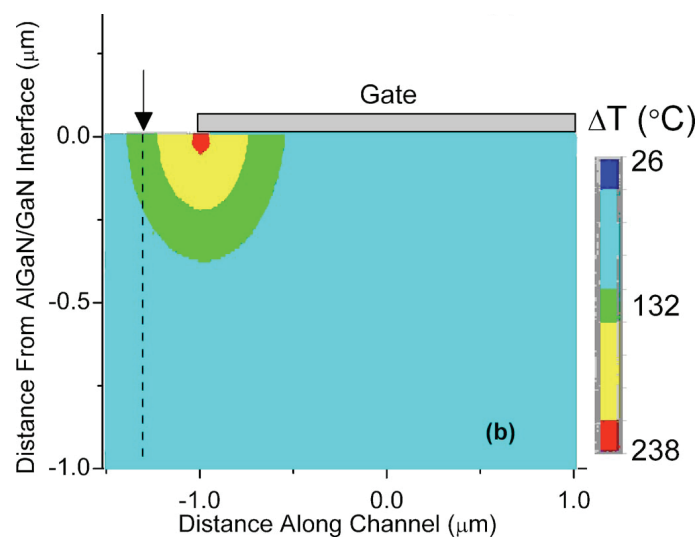 Gate
ΔT (°C)
26
132
238
0.0
-0.5
-1.0
-1.0
0.0
1.0
(b)
Distance From AlGaN/GaN Interface (μm)
Distance Along Channel (μm)